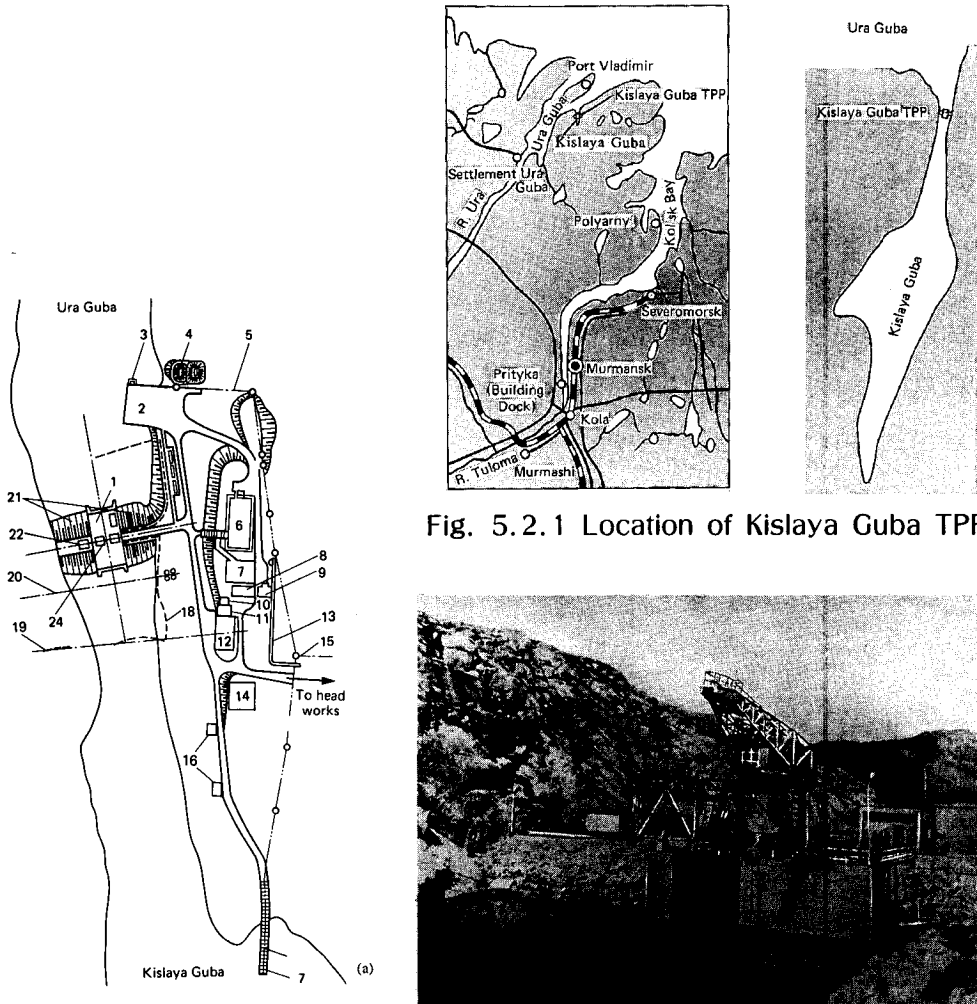 Ura Guba
3
4
5
2
1
21
6
22
7
8
9
20
10
11
18
13
19
24
12
15
To head
works
14
16
Kislaya Guba
7
(a)
Port Vladimir
Kislaya Guba TPP
Ura Guba
Kislaya Guba
Settlement Ura
Guba
R. Ura
Polyarnyi
Kolsk Bay
Severomorsk
Murmansk
Prityka
(Building
Dock)
Kola
R. Tuloma
Murmashi
Ura Guba
Kislaya Guba TPP
Kislaya Guba
Fig. 5.2.1 Location of Kislaya Guba TPP